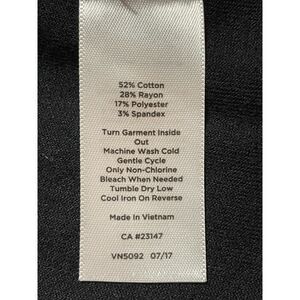 52% Cotton
28% Rayon
17% Polyester
3% Spandex
Turn Garment Inside
Out
Machine Wash Cold
Gentle Cycle
Only Non-Chlorine
Bleach When Needed
Tumble Dry Low
Cool Iron On Reverse
Made In Vietnam
CA #23147
VN5092 07/17